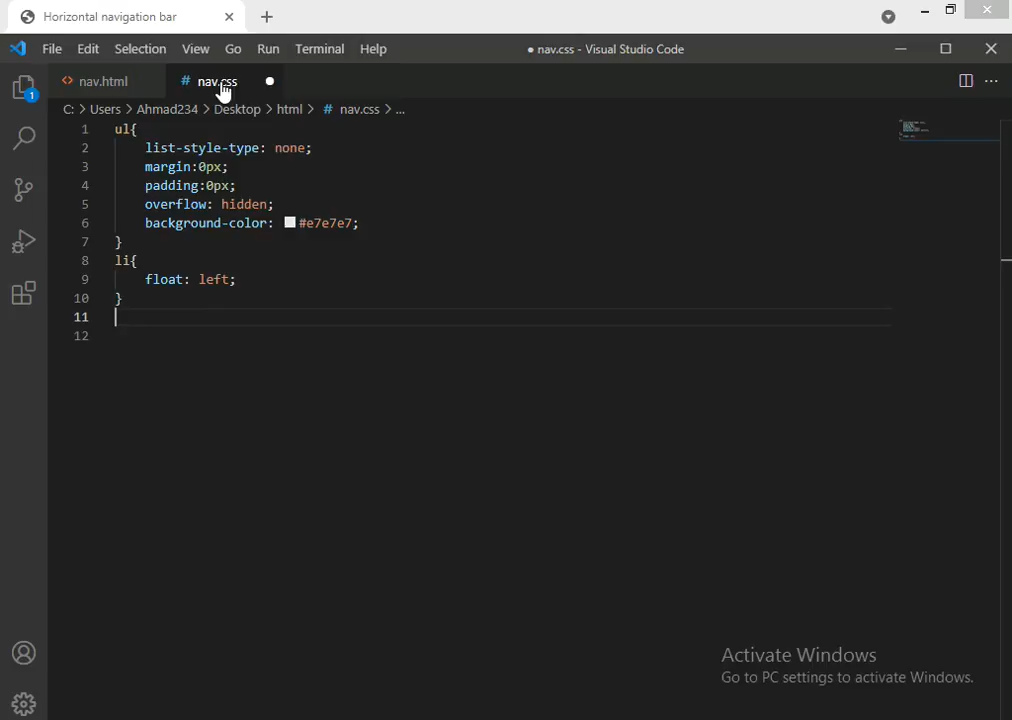 Horizontal navigation bar
File Edit Selection View Go Run Terminal Help
● nav.css - Visual Studio Code
nav.html
# nav.css
C: > Users > Ahmad234 > Desktop > html > # nav.css > ...
1
1 ul{
2 list-style-type: none;
3 margin:0px;
4 padding:0px;
5 overflow: hidden;
6 background-color: #e7e7e7;
7 }
8 li{
9 float: left;
10 }
11
12
Activate Windows
Go to PC settings to activate Windows.